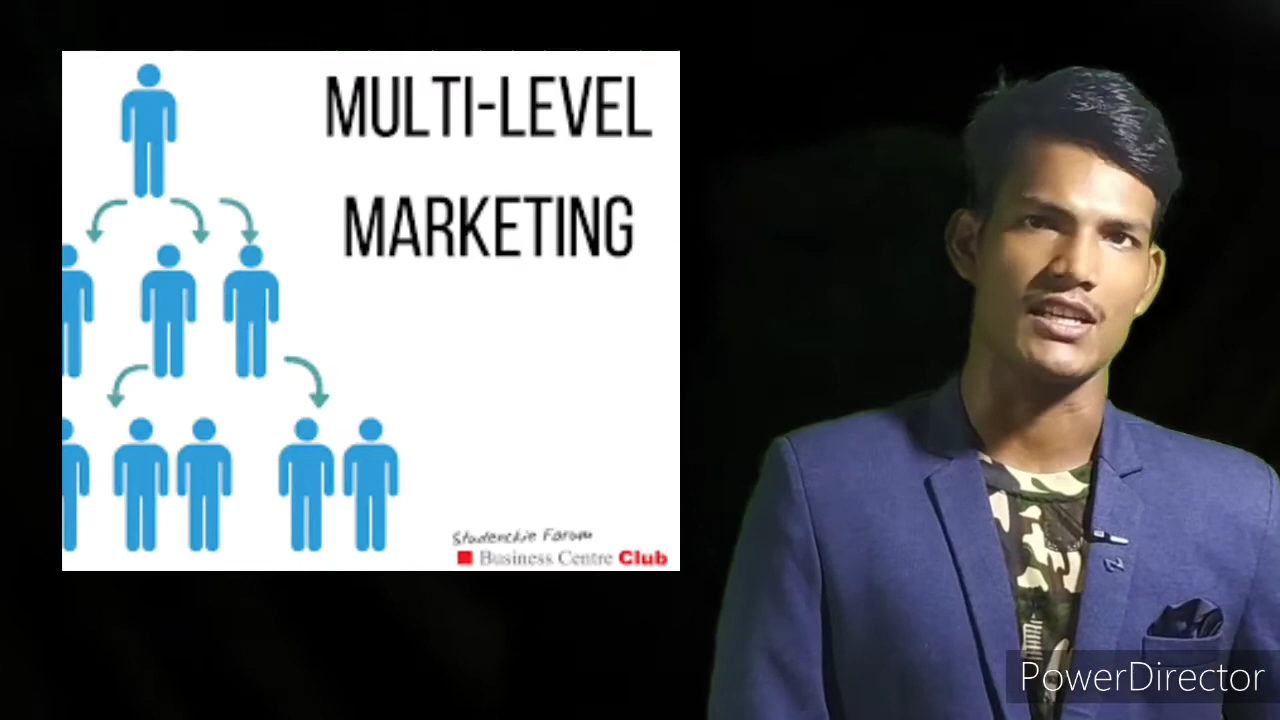 MULTI-LEVEL
MARKETING
Studenckie Forum
Business Centre Club
PowerDirector